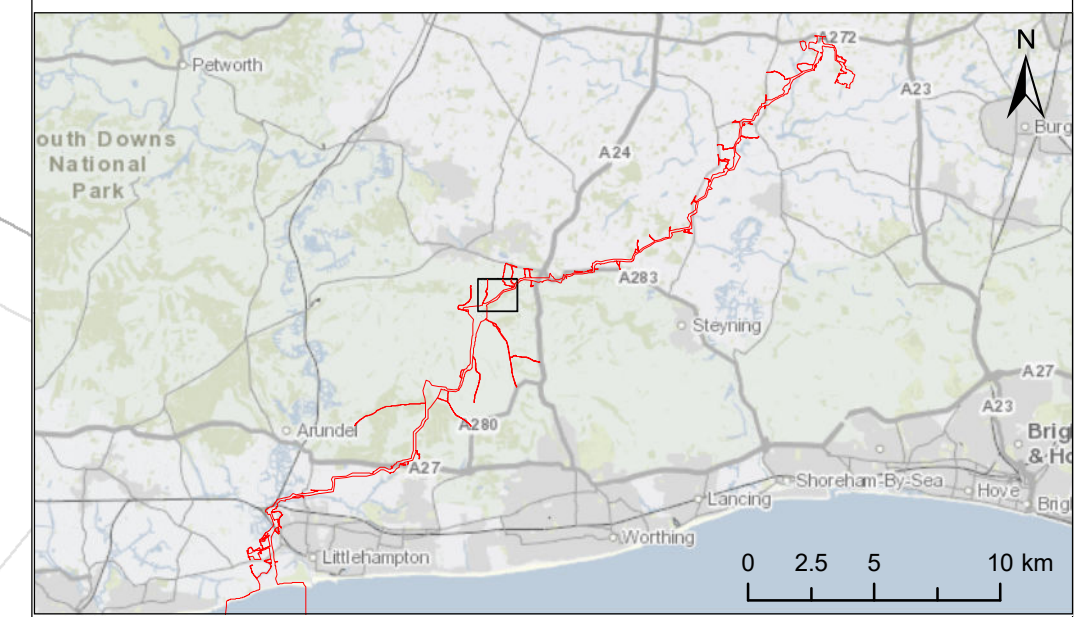 A272
N
Petworth
A23
Burg
outh Downs
National
Park
A24
A283
Steyning
A27
A23
A280
Arundel
Brig
& Ho
A27
Shoreham-By-Sea
Hove
Brig
Lancing
Worthing
Littlehampton
0 2.5 5 10 km